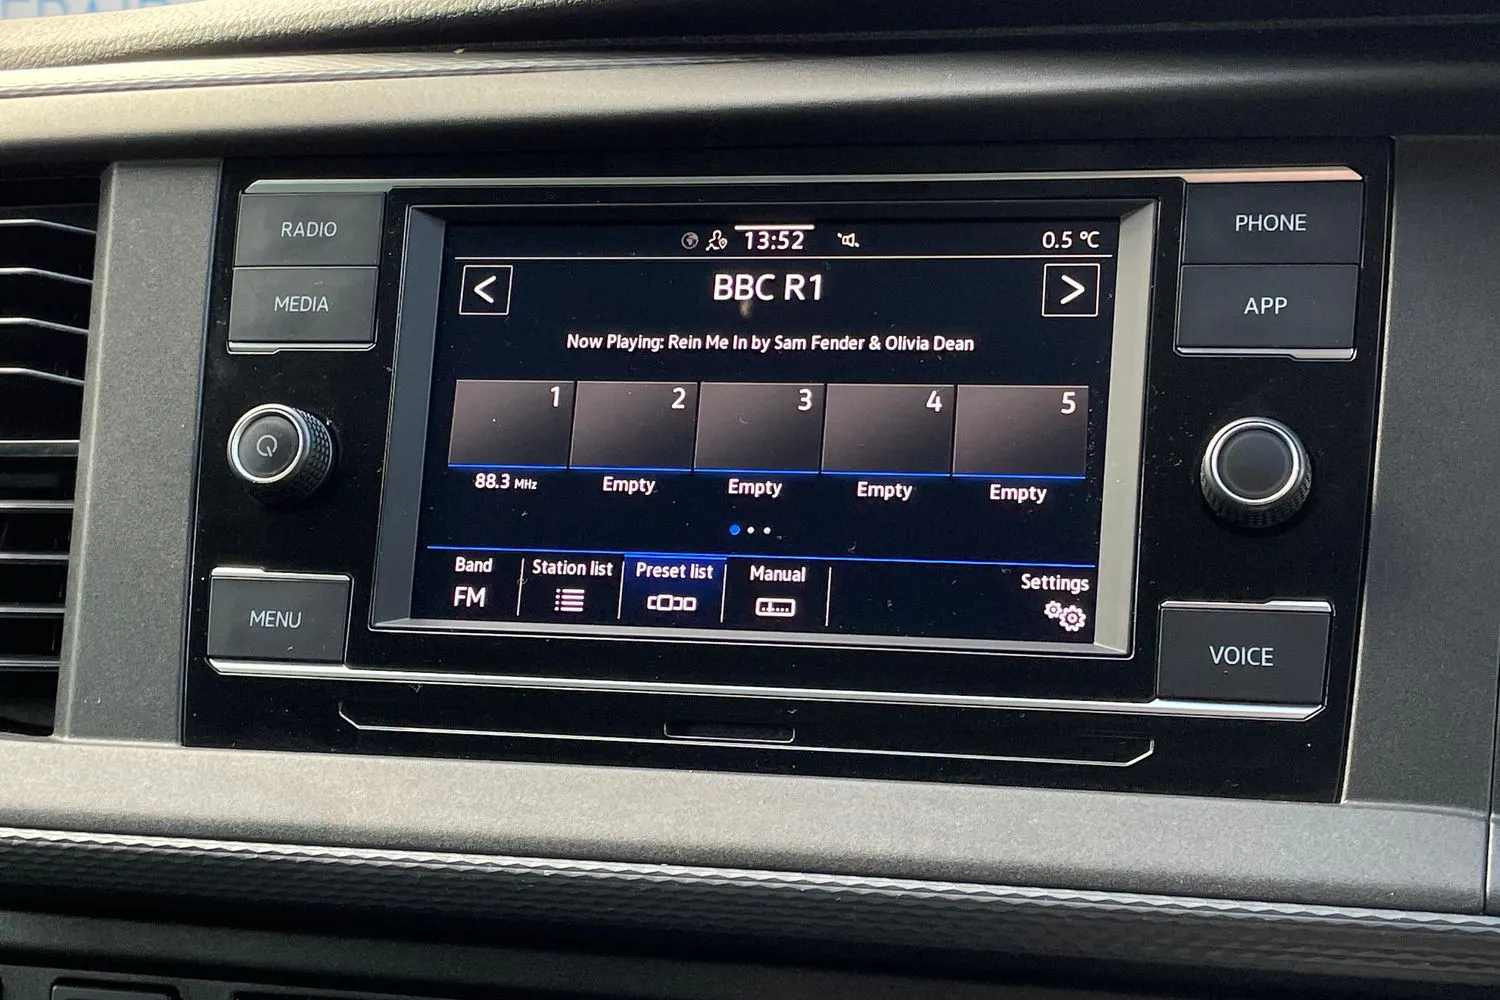 RADIO
MEDIA
MENU
13:52
0.5 °C
<
BBC R1
>
Now Playing: Rein Me In by Sam Fender & Olivia Dean
1
2
3
4
5
88.3 MHz
Empty
Empty
Empty
Empty
Band
FM
Station list
Preset list
Manual
Settings
PHONE
APP
VOICE